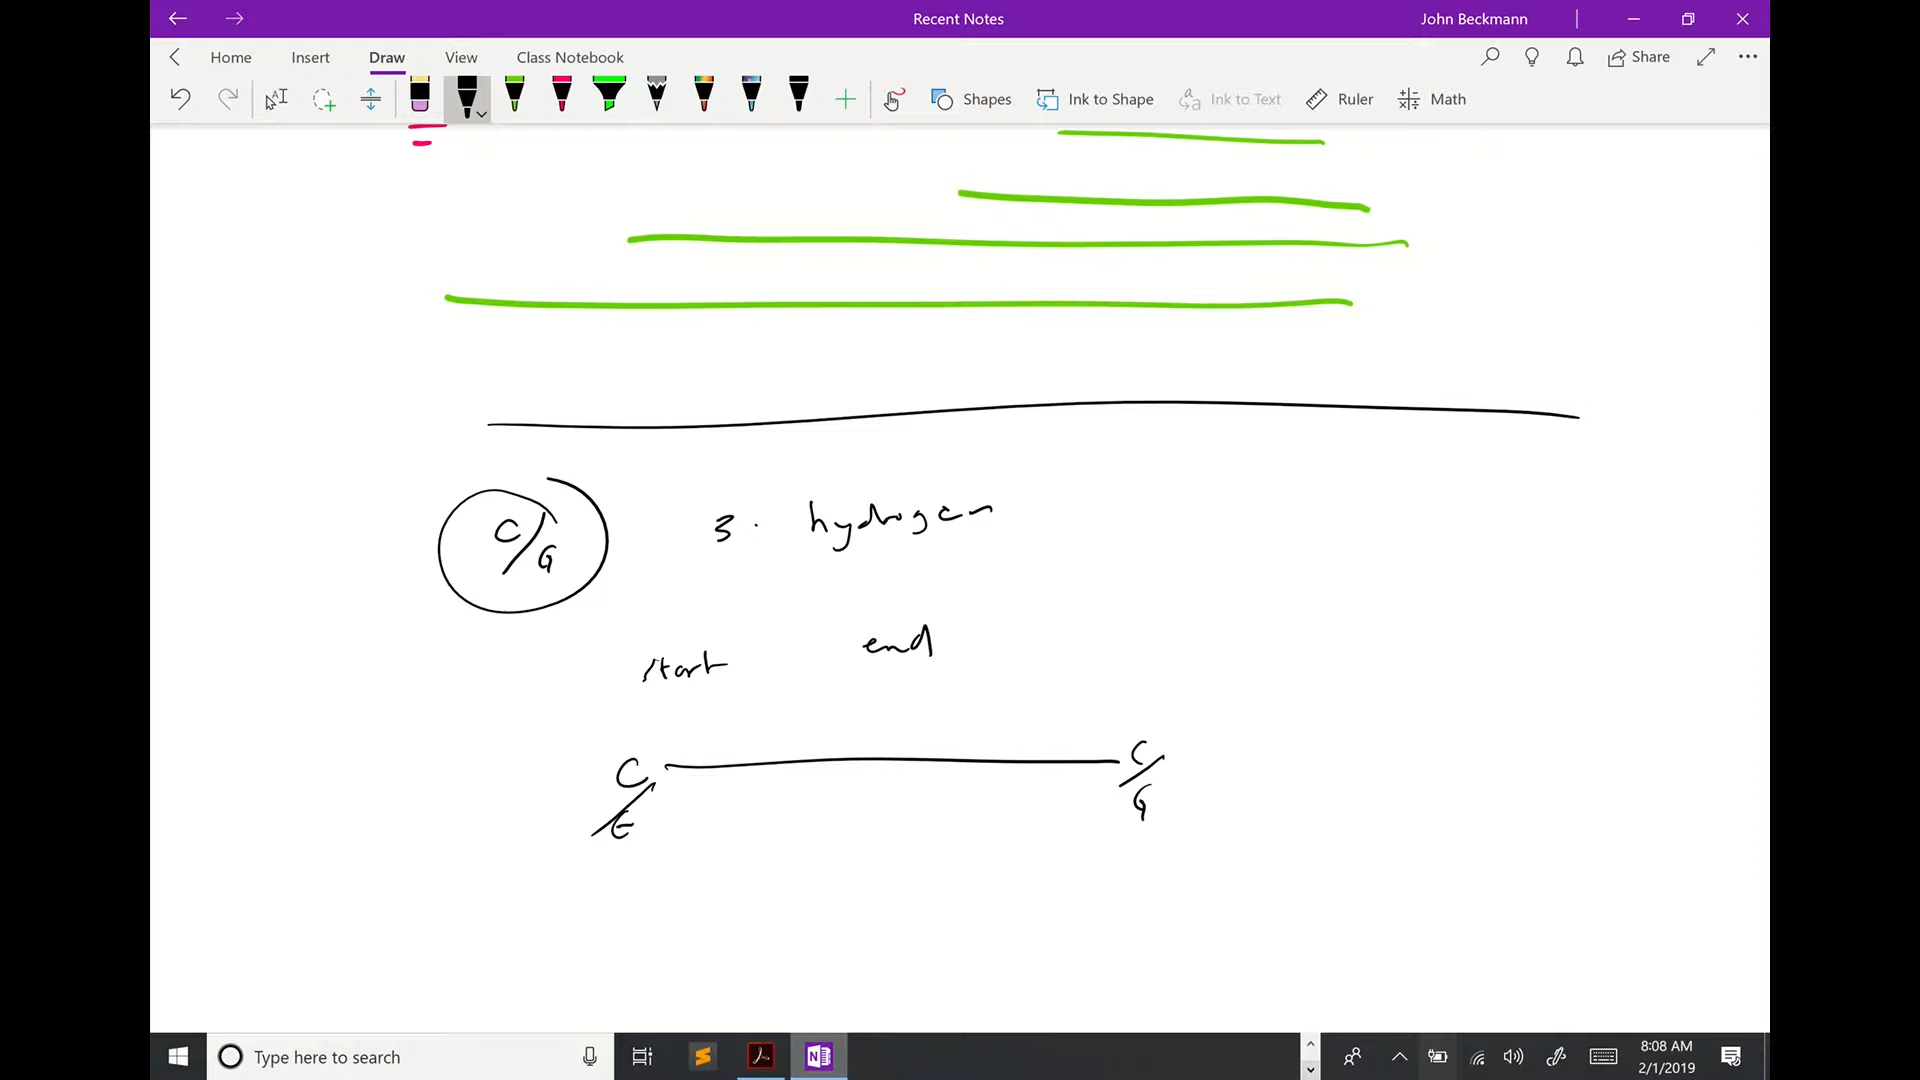 Recent Notes
John Beckmann
Home Insert Draw View Class Notebook
Share
Shapes Ink to Shape Ink to Text Ruler Math
C/G 3. hydrogen
start end
C C
G
Type here to search
8:08 AM
2/1/2019